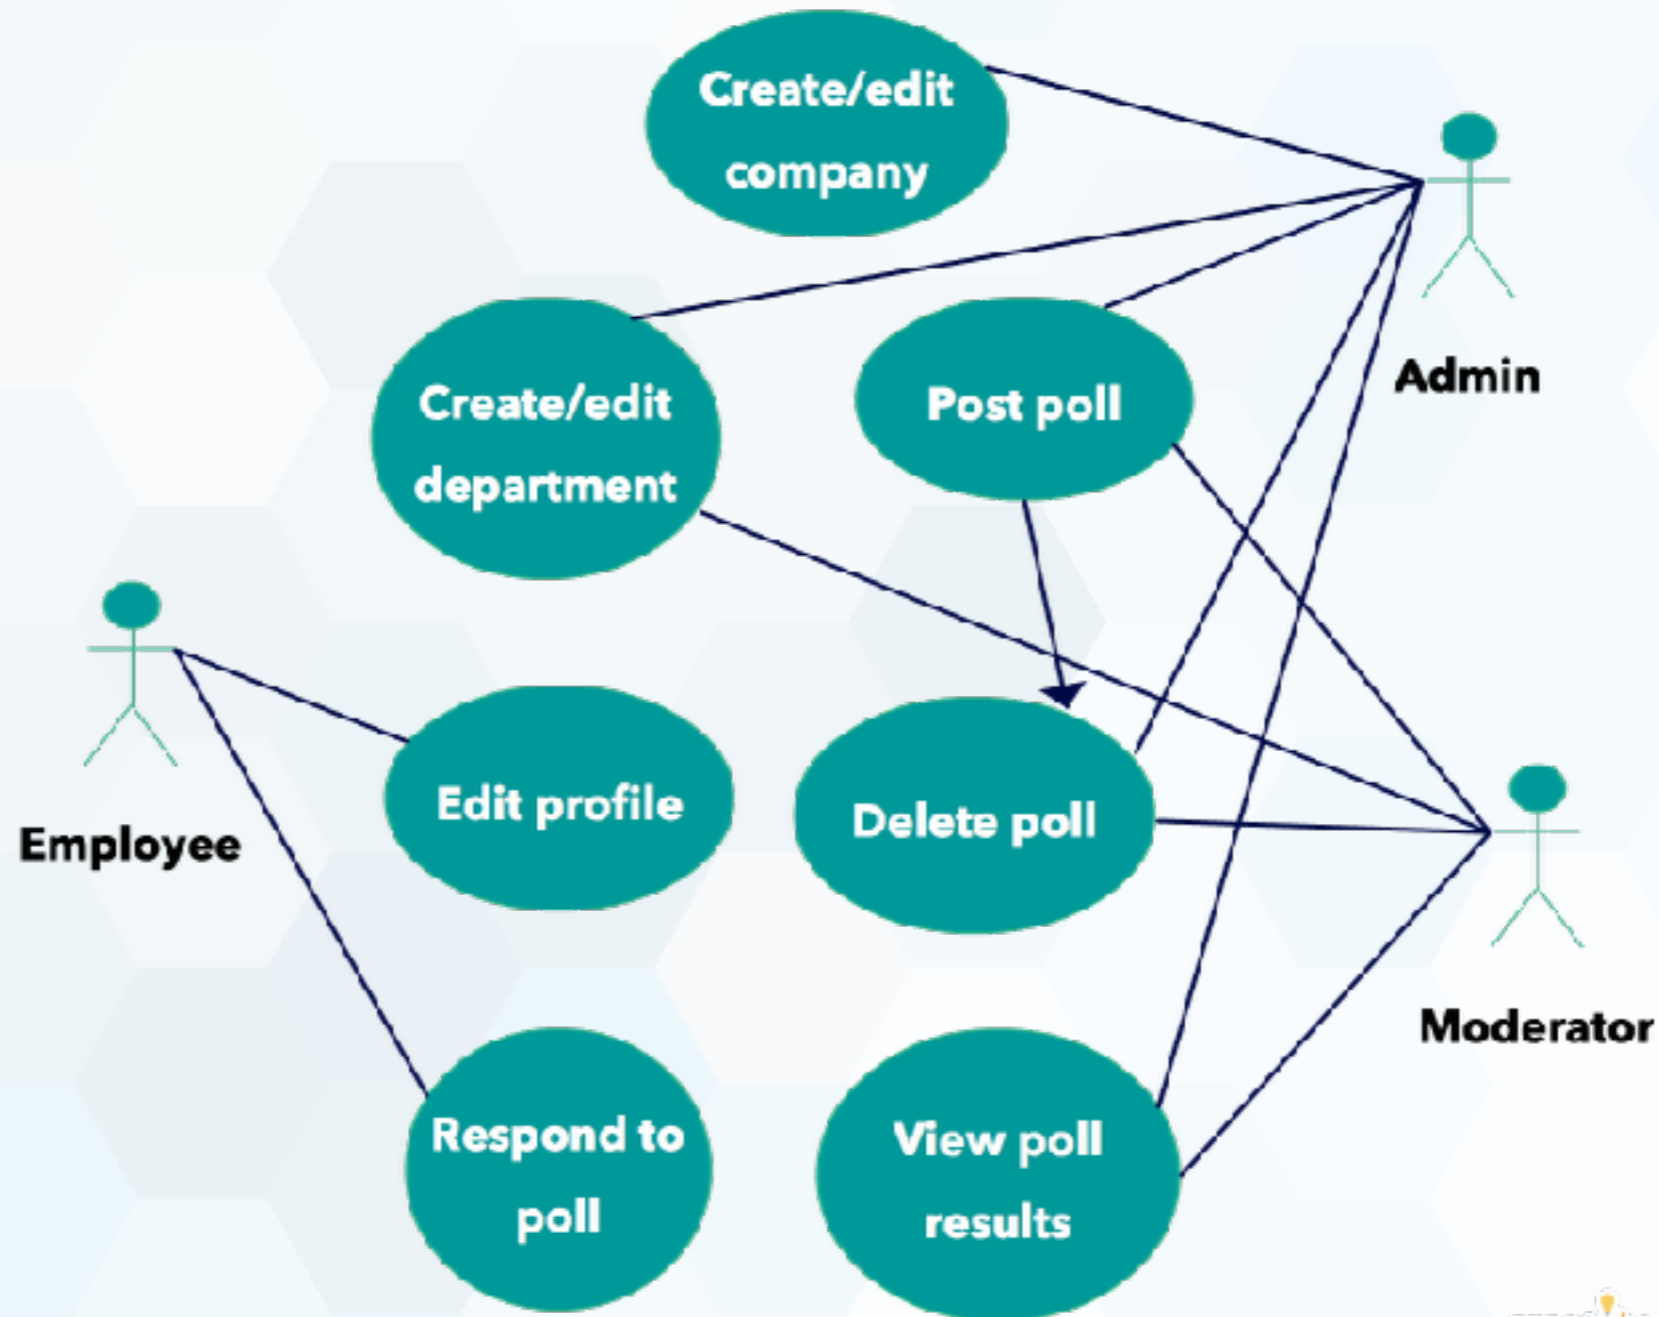 Create/edit
company
Admin
Create/edit
department
Post poll
Employee
Edit profile
Delete poll
Moderator
Respond to
poll
View poll
results